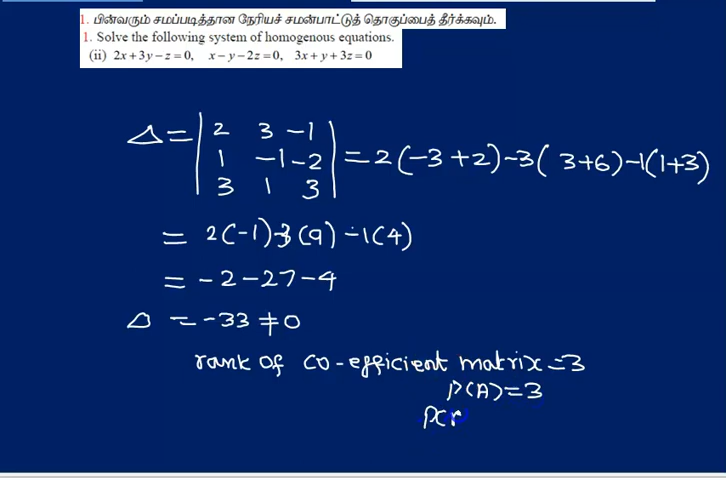 1. பின்வரும் சமப்படித்தான நேரியச் சமன்பாட்டுத் தொகுப்பைத் தீர்க்கவும்.
1. Solve the following system of homogenous equations.
(ii) 2x + 3y – z = 0, x – y – 2z = 0, 3x + y + 3z = 0
Δ = | 2 3 -1 |
| 1 -1 -2 | = 2(-3+2) -3(3+6) -1(1+3)
| 3 1 3 |
= 2(-1) -3(9) -1(4)
= -2 -27 -4
Δ = -33 ≠ 0
rank of co-efficient matrix = 3
ρ(A) = 3
ρ(